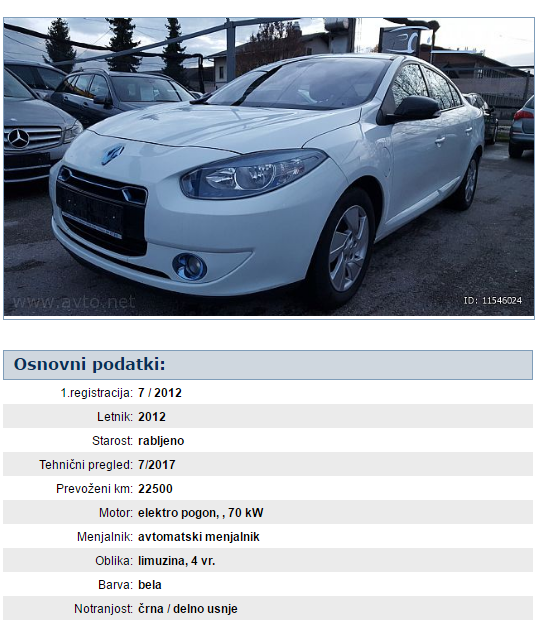 www.avto.net
ID: 11546024
Osnovni podatki:
1.registracija: 7 / 2012
Letnik: 2012
Starost: rabljeno
Tehnični pregled: 7/2017
Prevoženi km: 22500
Motor: elektro pogon, , 70 kW
Menjalnik: avtomatski menjalnik
Oblika: limuzina, 4 vr.
Barva: bela
Notranjost: črna / delno usnje